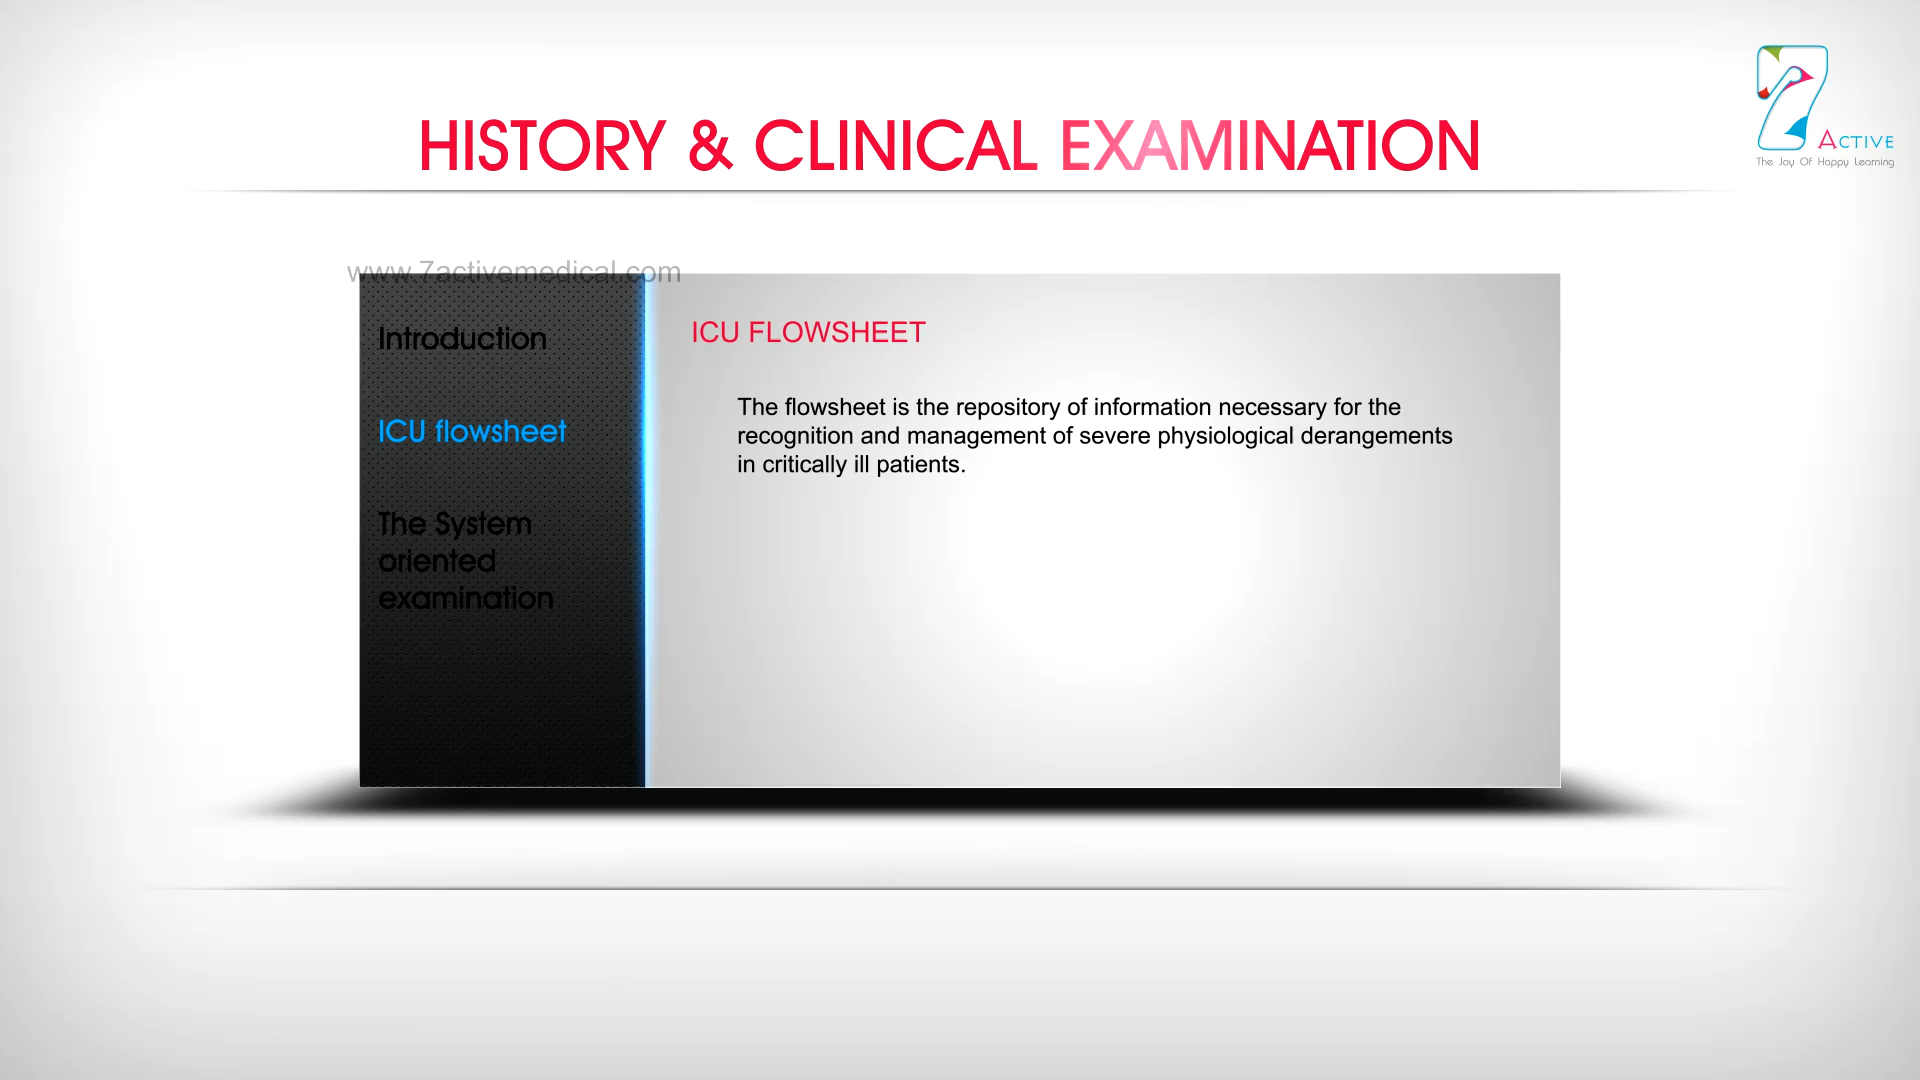 HISTORY & CLINICAL EXAMINATION
7
ACTIVE
The Joy Of Happy Learning
www.7activemedical.com
Introduction
ICU flowsheet
The System
oriented
examination
ICU FLOWSHEET
The flowsheet is the repository of information necessary for the
recognition and management of severe physiological derangements
in critically ill patients.